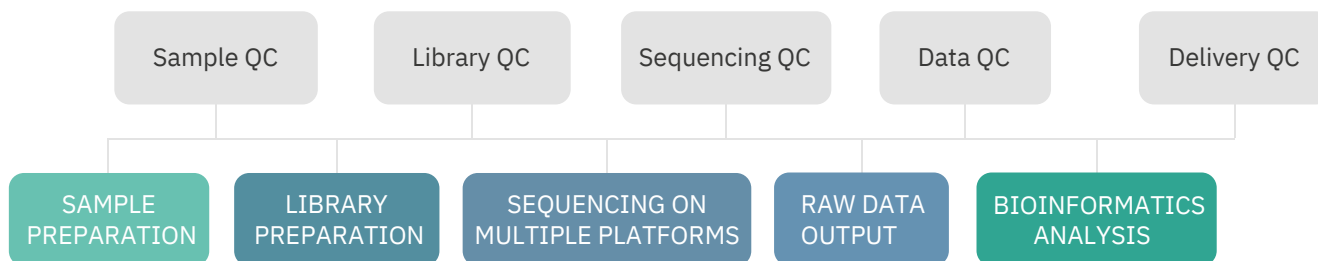 Sample QC
Library QC
Sequencing QC
Data QC
Delivery QC
SAMPLE
PREPARATION
LIBRARY
PREPARATION
SEQUENCING ON
MULTIPLE PLATFORMS
RAW DATA
OUTPUT
BIOINFORMATICS
ANALYSIS